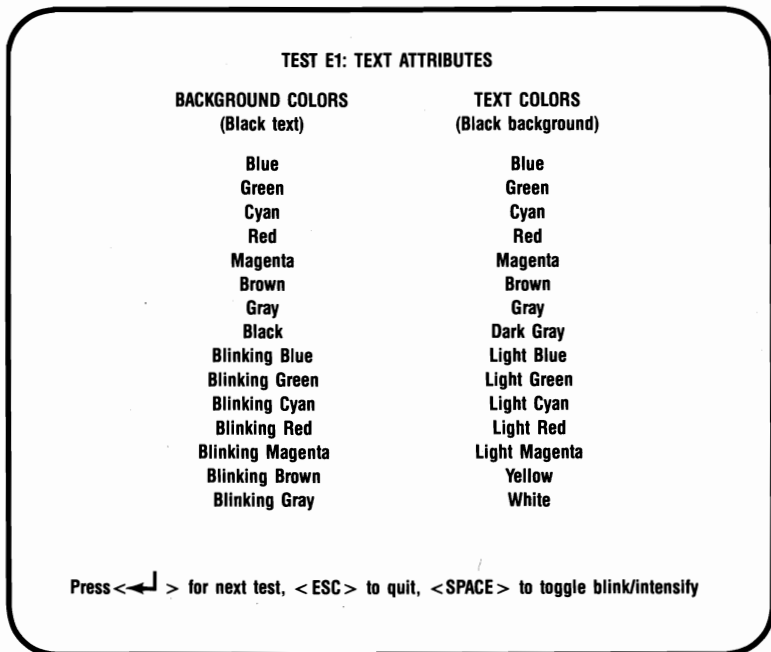 TEST E1: TEXT ATTRIBUTES
BACKGROUND COLORS TEXT COLORS
(Black text) (Black background)
Blue Blue
Green Green
Cyan Cyan
Red Red
Magenta Magenta
Brown Brown
Gray Gray
Black Dark Gray
Blinking Blue Light Blue
Blinking Green Light Green
Blinking Cyan Light Cyan
Blinking Red Light Red
Blinking Magenta Light Magenta
Blinking Brown Yellow
Blinking Gray White
Press <↵> for next test, <ESC> to quit, <SPACE> to toggle blink/intensify